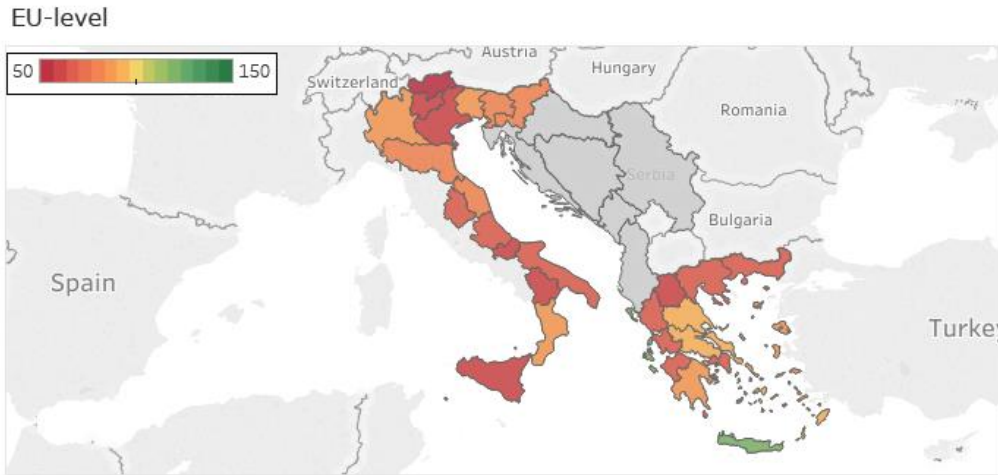 EU-level
50 150
Austria
Switzerland
Hungary
Romania
Serbia
Bulgaria
Spain
Turkey